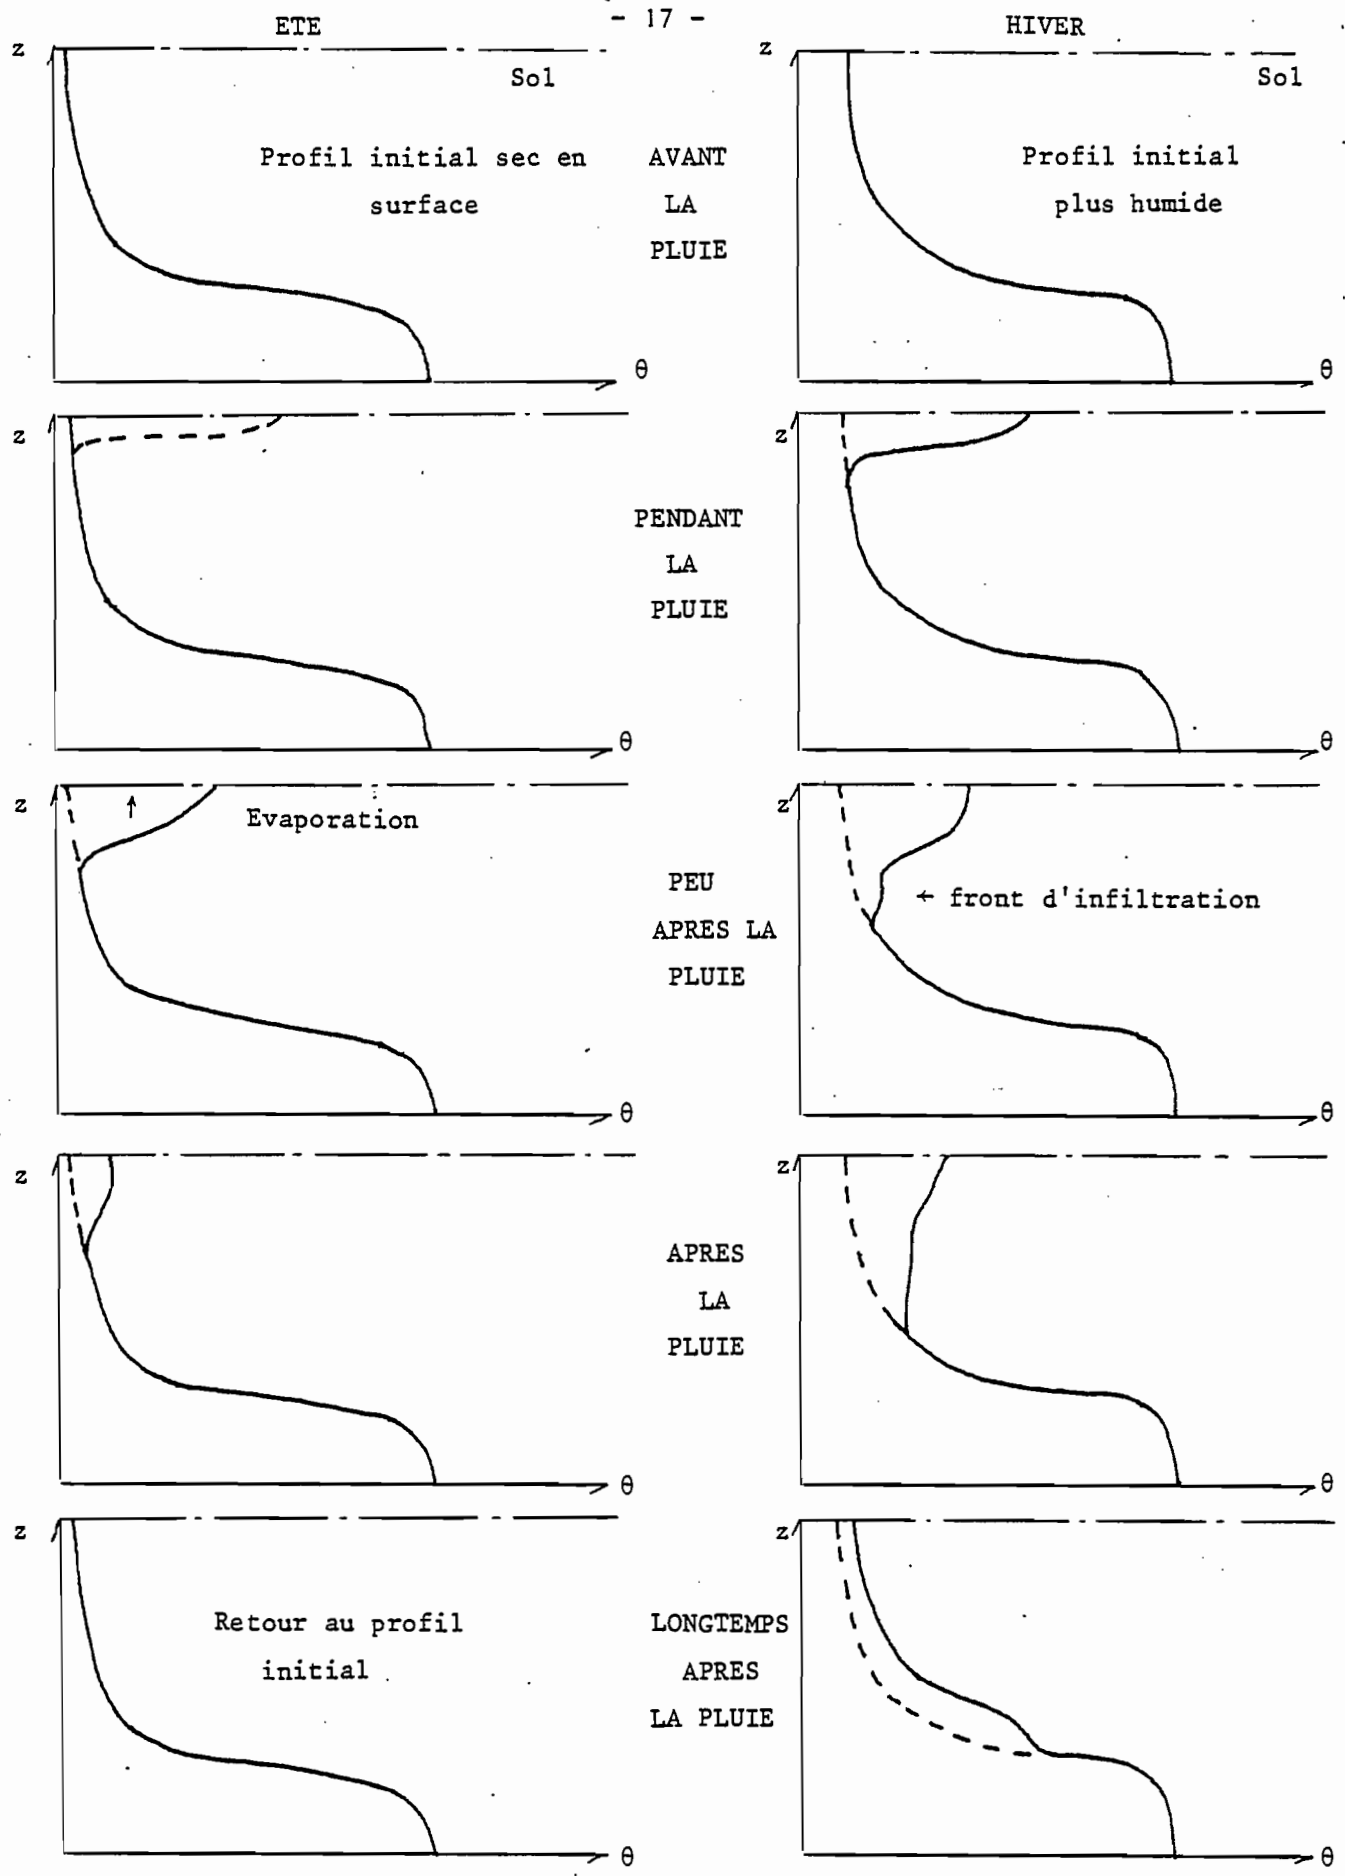 - 17 -
ETE
HIVER
z
Sol
z
Sol
Profil initial sec en
surface
AVANT
LA
PLUIE
Profil initial
plus humide
θ
θ
z
z
PENDANT
LA
PLUIE
θ
θ
z
Evaporation
z
PEU
APRES LA
PLUIE
← front d'infiltration
θ
θ
z
z
APRES
LA
PLUIE
θ
θ
z
z
Retour au profil
initial
LONGTEMPS
APRES
LA PLUIE
θ
θ